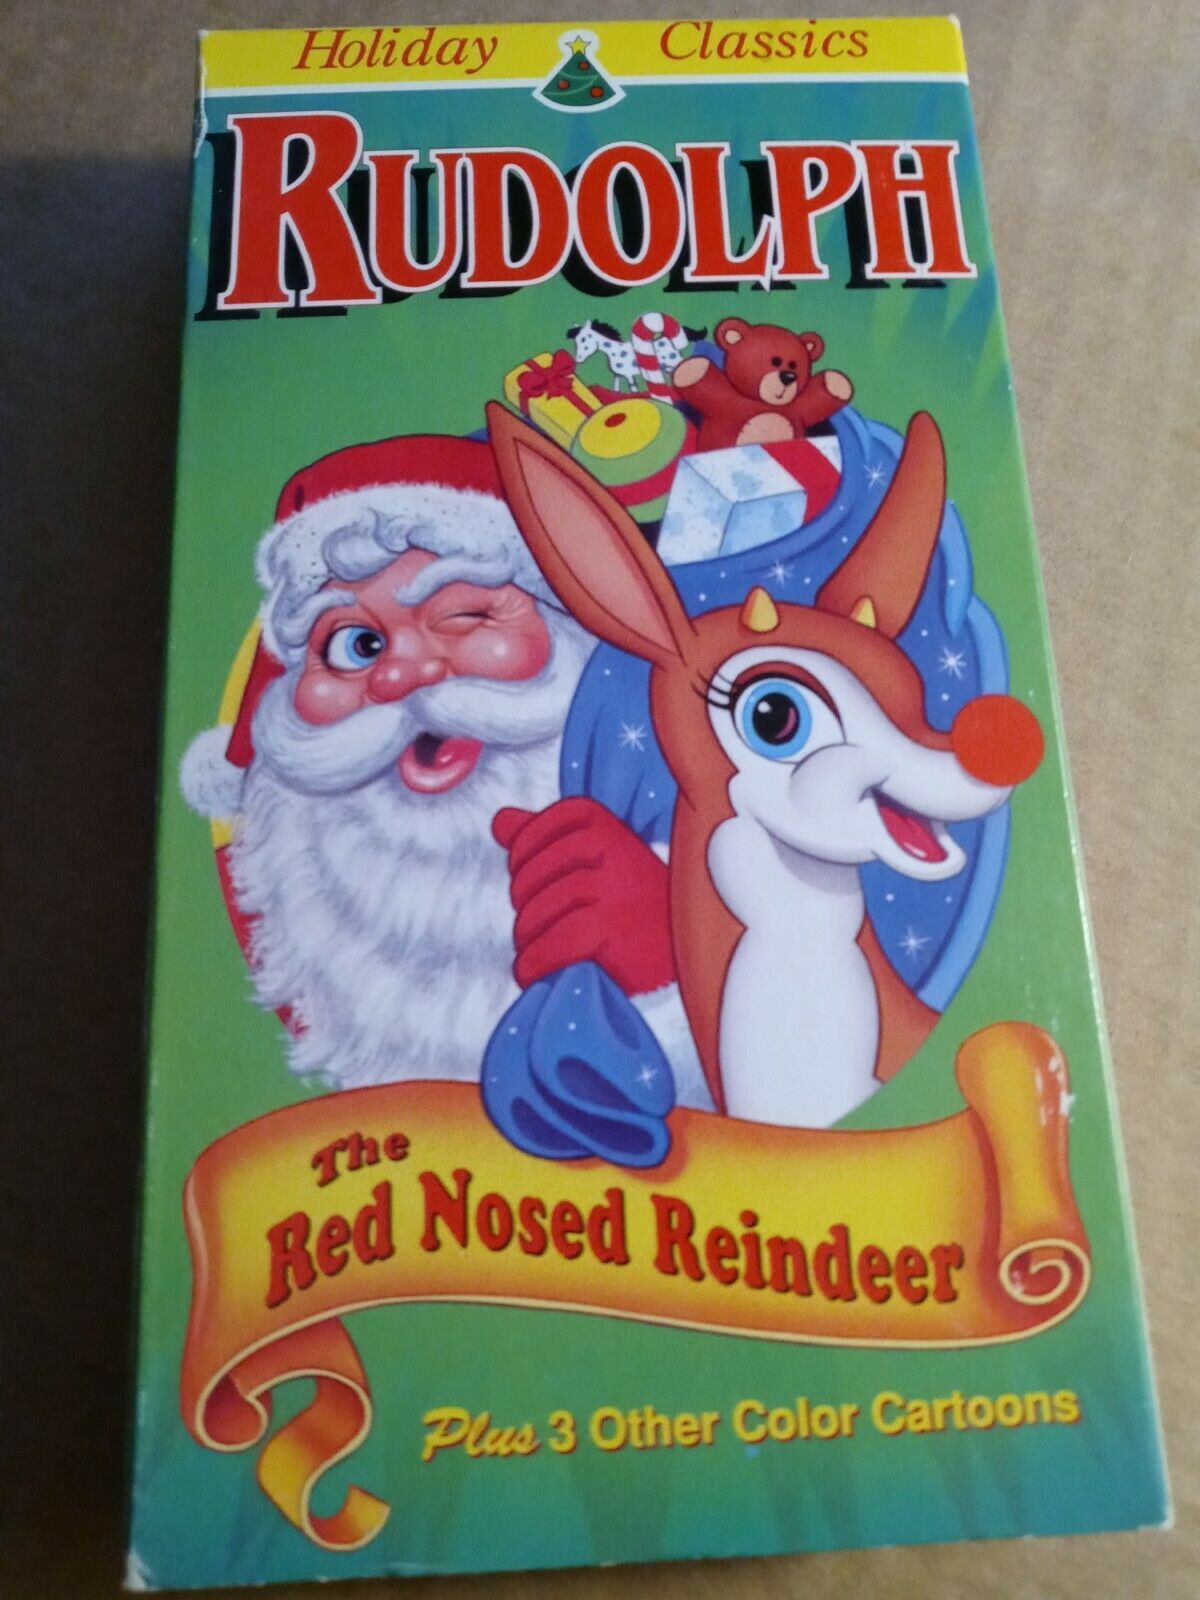 Holiday Classics
RUDOLPH
The
Red Nosed Reindeer
Plus 3 Other Color Cartoons